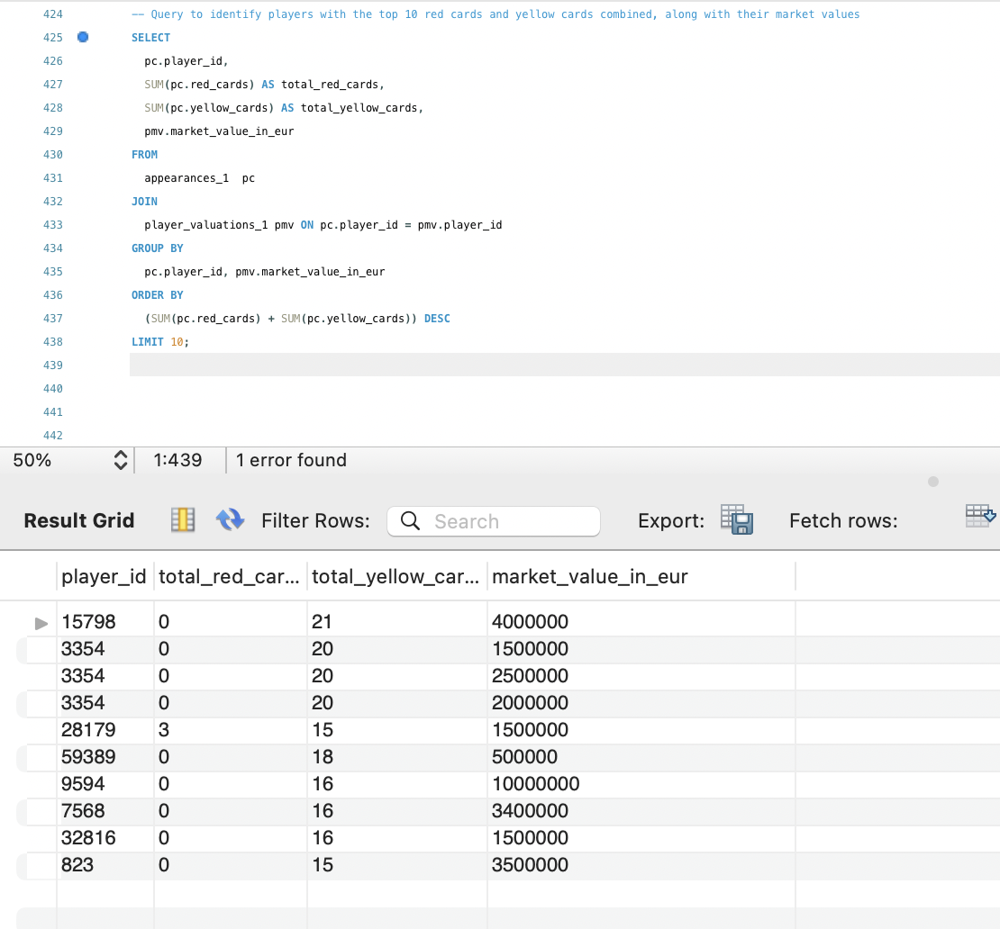 424 -- Query to identify players with the top 10 red cards and yellow cards combined, along with their market values
425 SELECT
426 pc.player_id,
427 SUM(pc.red_cards) AS total_red_cards,
428 SUM(pc.yellow_cards) AS total_yellow_cards,
429 pmv.market_value_in_eur
430 FROM
431 appearances_1  pc
432 JOIN
433 player_valuations_1 pmv ON pc.player_id = pmv.player_id
434 GROUP BY
435 pc.player_id, pmv.market_value_in_eur
436 ORDER BY
437 (SUM(pc.red_cards) + SUM(pc.yellow_cards)) DESC
438 LIMIT 10;
439
440
441
442
50% 1:439 1 error found
Result Grid Filter Rows: Search Export: Fetch rows:
player_id total_red_car... total_yellow_car... market_value_in_eur
15798 0 21 4000000
3354 0 20 1500000
3354 0 20 2500000
3354 0 20 2000000
28179 3 15 1500000
59389 0 18 500000
9594 0 16 10000000
7568 0 16 3400000
32816 0 16 1500000
823 0 15 3500000